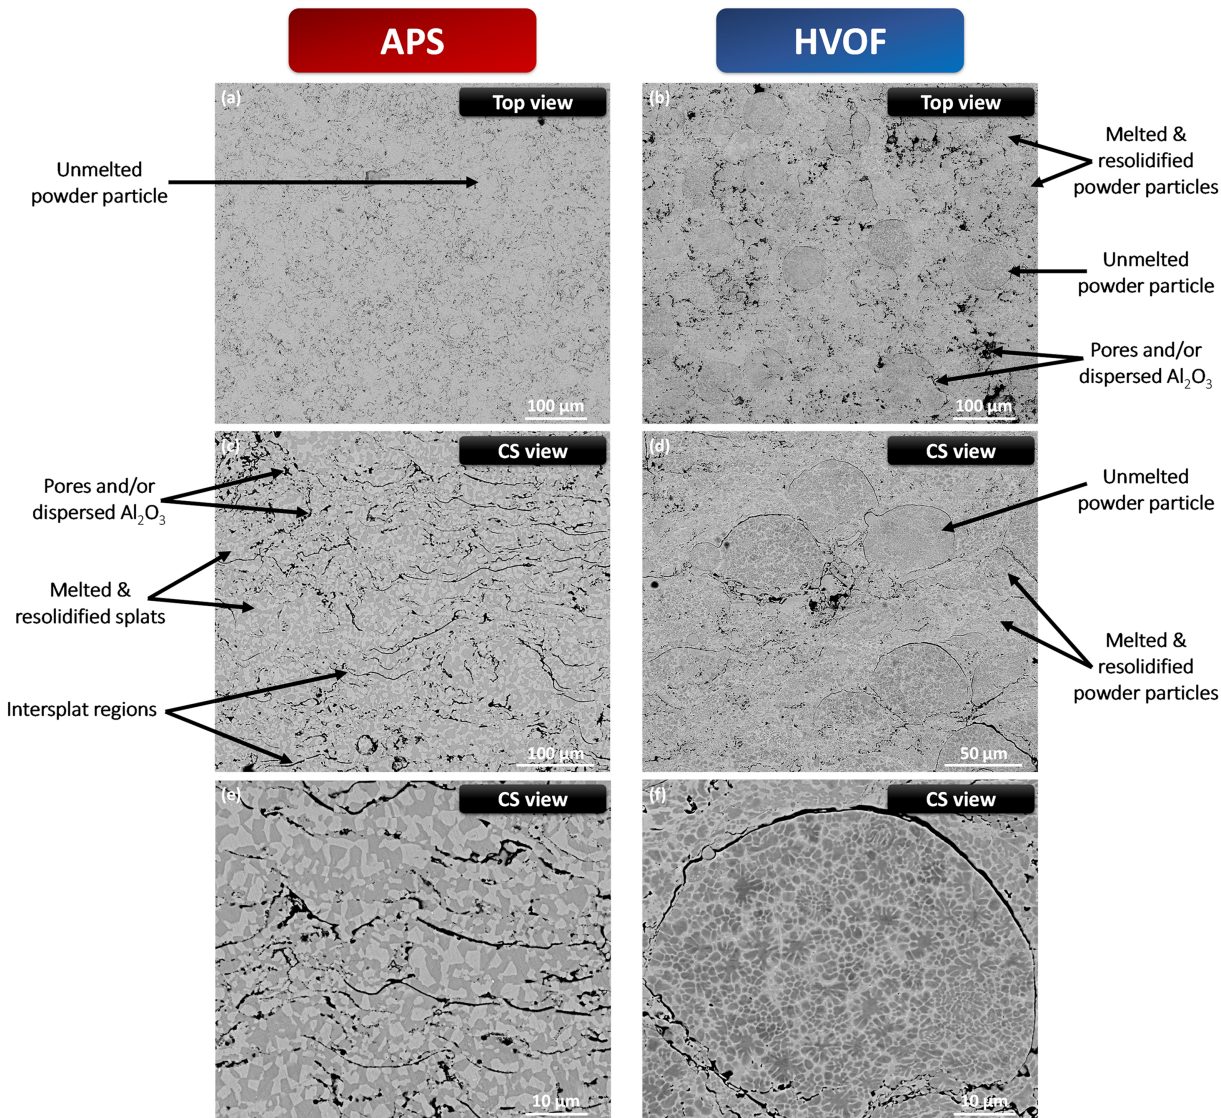 APS
HVOF
(a)
Top view
(b)
Top view
Unmelted
powder particle
Melted &
resolidified
powder particles
Unmelted
powder particle
Pores and/or
dispersed Al₂O₃
100 µm
100 µm
(c)
CS view
(d)
CS view
Pores and/or
dispersed Al₂O₃
Unmelted
powder particle
Melted &
resolidified splats
Melted &
resolidified
powder particles
Intersplat regions
100 µm
50 µm
(e)
CS view
(f)
CS view
10 µm
10 µm